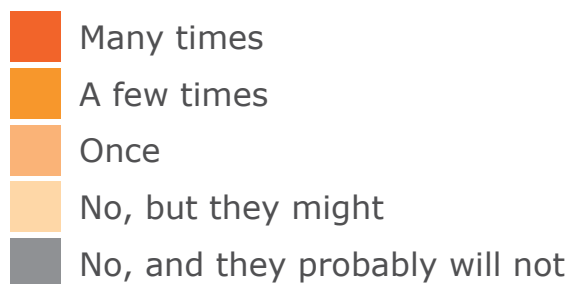 Many times
A few times
Once
No, but they might
No, and they probably will not